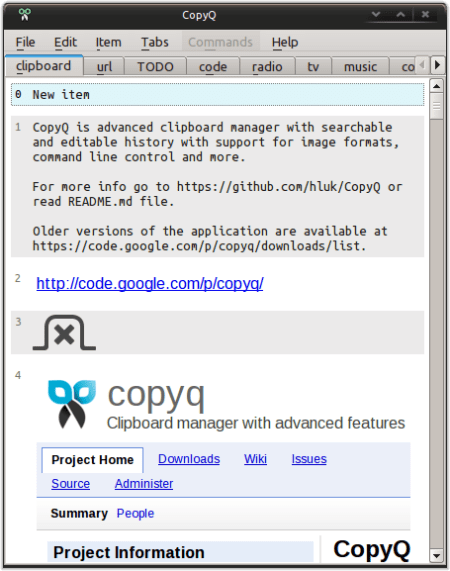 CopyQ
File Edit Item Tabs Commands Help
clipboard url TODO code radio tv music co
0 New item
1 CopyQ is advanced clipboard manager with searchable
and editable history with support for image formats,
command line control and more.
For more info go to https://github.com/hluk/CopyQ or
read README.md file.
Older versions of the application are available at
https://code.google.com/p/copyq/downloads/list.
2 http://code.google.com/p/copyq/
3
4 copyq
Clipboard manager with advanced features
Project Home Downloads Wiki Issues
Source Administer
Summary People
Project Information CopyQ